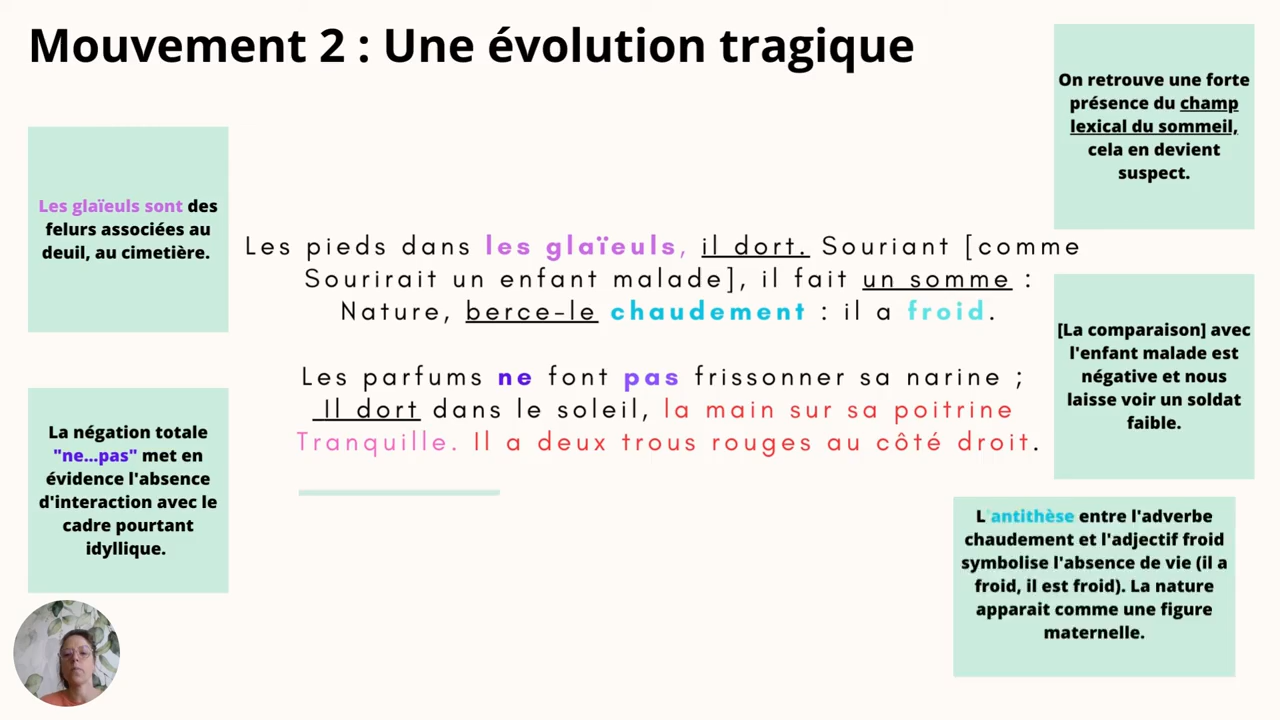 Mouvement 2 : Une évolution tragique
On retrouve une forte
présence du champ
lexical du sommeil,
cela en devient
suspect.
Les glaïeuls sont des
felurs associées au
deuil, au cimetière.
Les pieds dans les glaïeuls, il dort. Souriant [comme
Sourirait un enfant malade], il fait un somme :
Nature, berce-le chaudement : il a froid.
Les parfums ne font pas frissonner sa narine ;
Il dort dans le soleil, la main sur sa poitrine
Tranquille. Il a deux trous rouges au côté droit.
[La comparaison] avec
l'enfant malade est
négative et nous
laisse voir un soldat
faible.
La négation totale
"ne...pas" met en
évidence l'absence
d'interaction avec le
cadre pourtant
idyllique.
L'antithèse entre l'adverbe
chaudement et l'adjectif froid
symbolise l'absence de vie (il a
froid, il est froid). La nature
apparait comme une figure
maternelle.